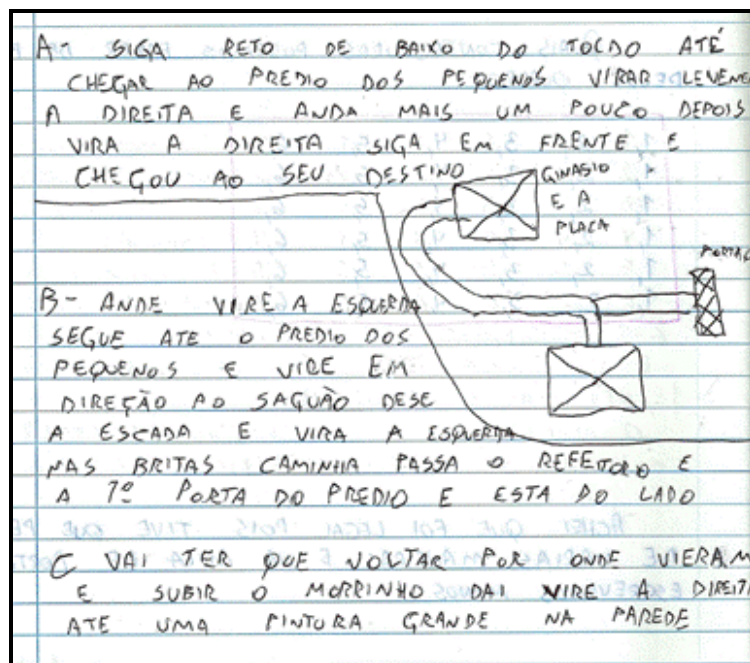 A- SIGA RETO DE BAIXO DO TOLDO ATÉ
CHEGAR AO PREDIO DOS PEQUENOS VIRAR LEVEME
A DIREITA E ANDA MAIS UM POUCO DEPOIS
VIRA A DIREITA SIGA EM FRENTE E
CHEGOU AO SEU DESTINO
GINASIO
E A
PLACA
PORTAO
B- ANDE VIRE A ESQUERDA
SEGUE ATE O PREDIO DOS
PEQUENOS E VIRE EM
DIREÇÃO AO SAGUÃO DESE
A ESCADA E VIRA A ESQUERDA
NAS BRITAS CAMINHA PASSA O REFEITORIO E
A 7º PORTA DO PREDIO E ESTA DO LADO
C VAI TER QUE VOLTAR POR ONDE VIERAM
E SUBIR O MORRINHO DAI VIRE A DIREITA
ATE UMA PINTURA GRANDE NA PAREDE